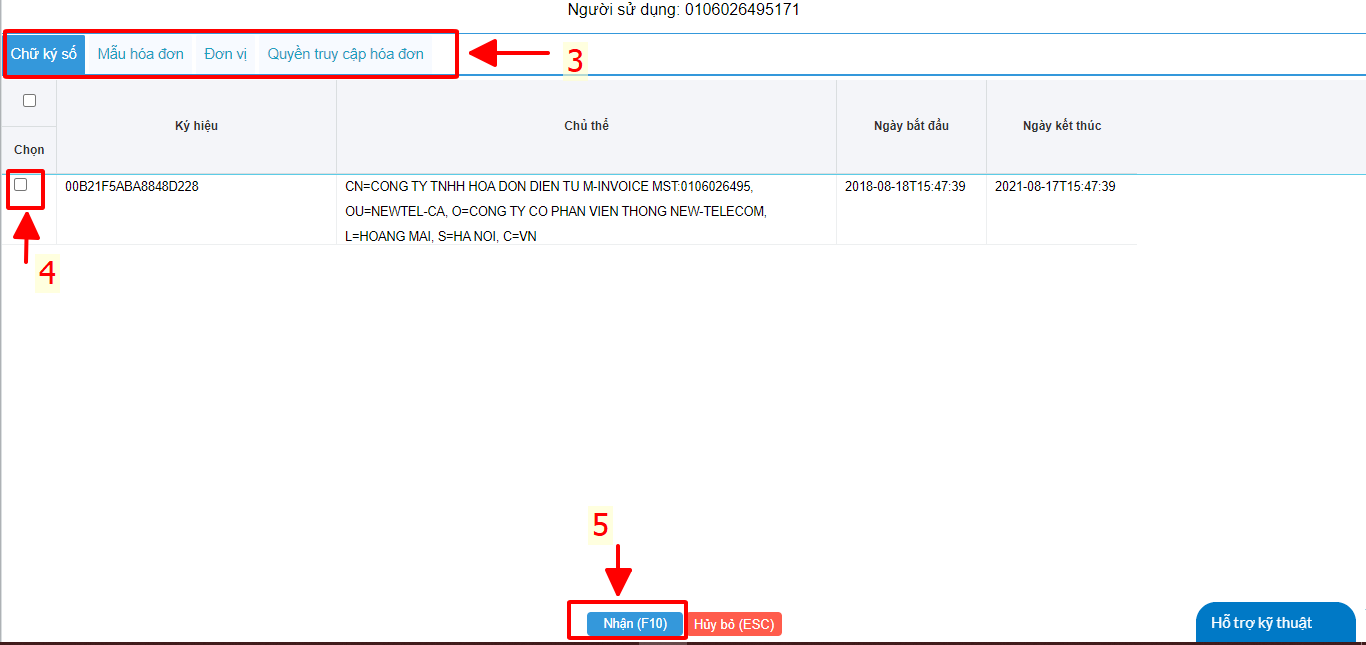 Người sử dụng: 0106026495171
Chữ ký số Mẫu hóa đơn Đơn vị Quyền truy cập hóa đơn
3
Chọn
Ký hiệu
Chủ thể
Ngày bắt đầu
Ngày kết thúc
00B21F5ABA8848D228
CN=CONG TY TNHH HOA DON DIEN TU M-INVOICE MST:0106026495,
OU=NEWTEL-CA, O=CONG TY CO PHAN VIEN THONG NEW-TELECOM,
L=HOANG MAI, S=HA NOI, C=VN
2018-08-18T15:47:39
2021-08-17T15:47:39
4
5
Nhận (F10)
Hủy bỏ (ESC)
Hỗ trợ kỹ thuật